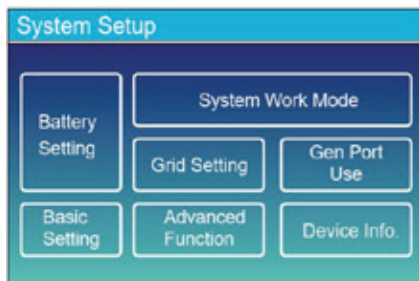 System Setup
System Work Mode
Battery
Setting
Grid Setting
Gen Port
Use
Basic
Setting
Advanced
Function
Device Info.